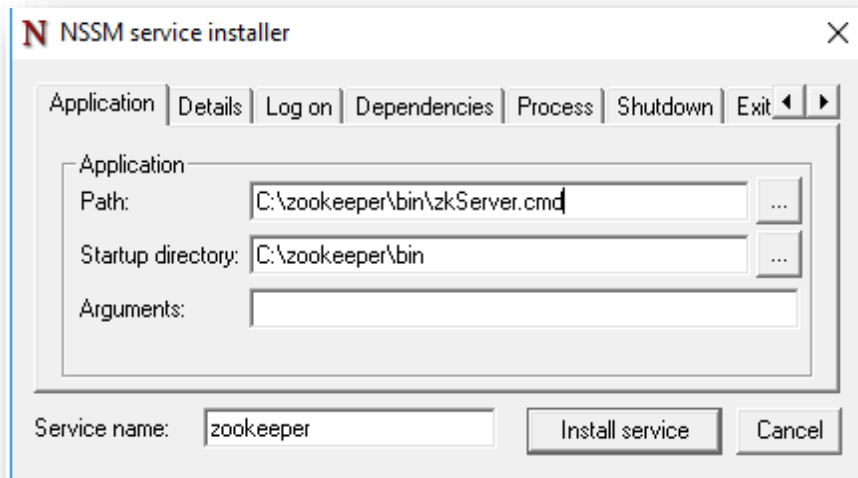 N NSSM service installer
Application Details Log on Dependencies Process Shutdown Exit
Application
Path: C:\zookeeper\bin\zkServer.cmd ...
Startup directory: C:\zookeeper\bin ...
Arguments:
Service name: zookeeper Install service Cancel